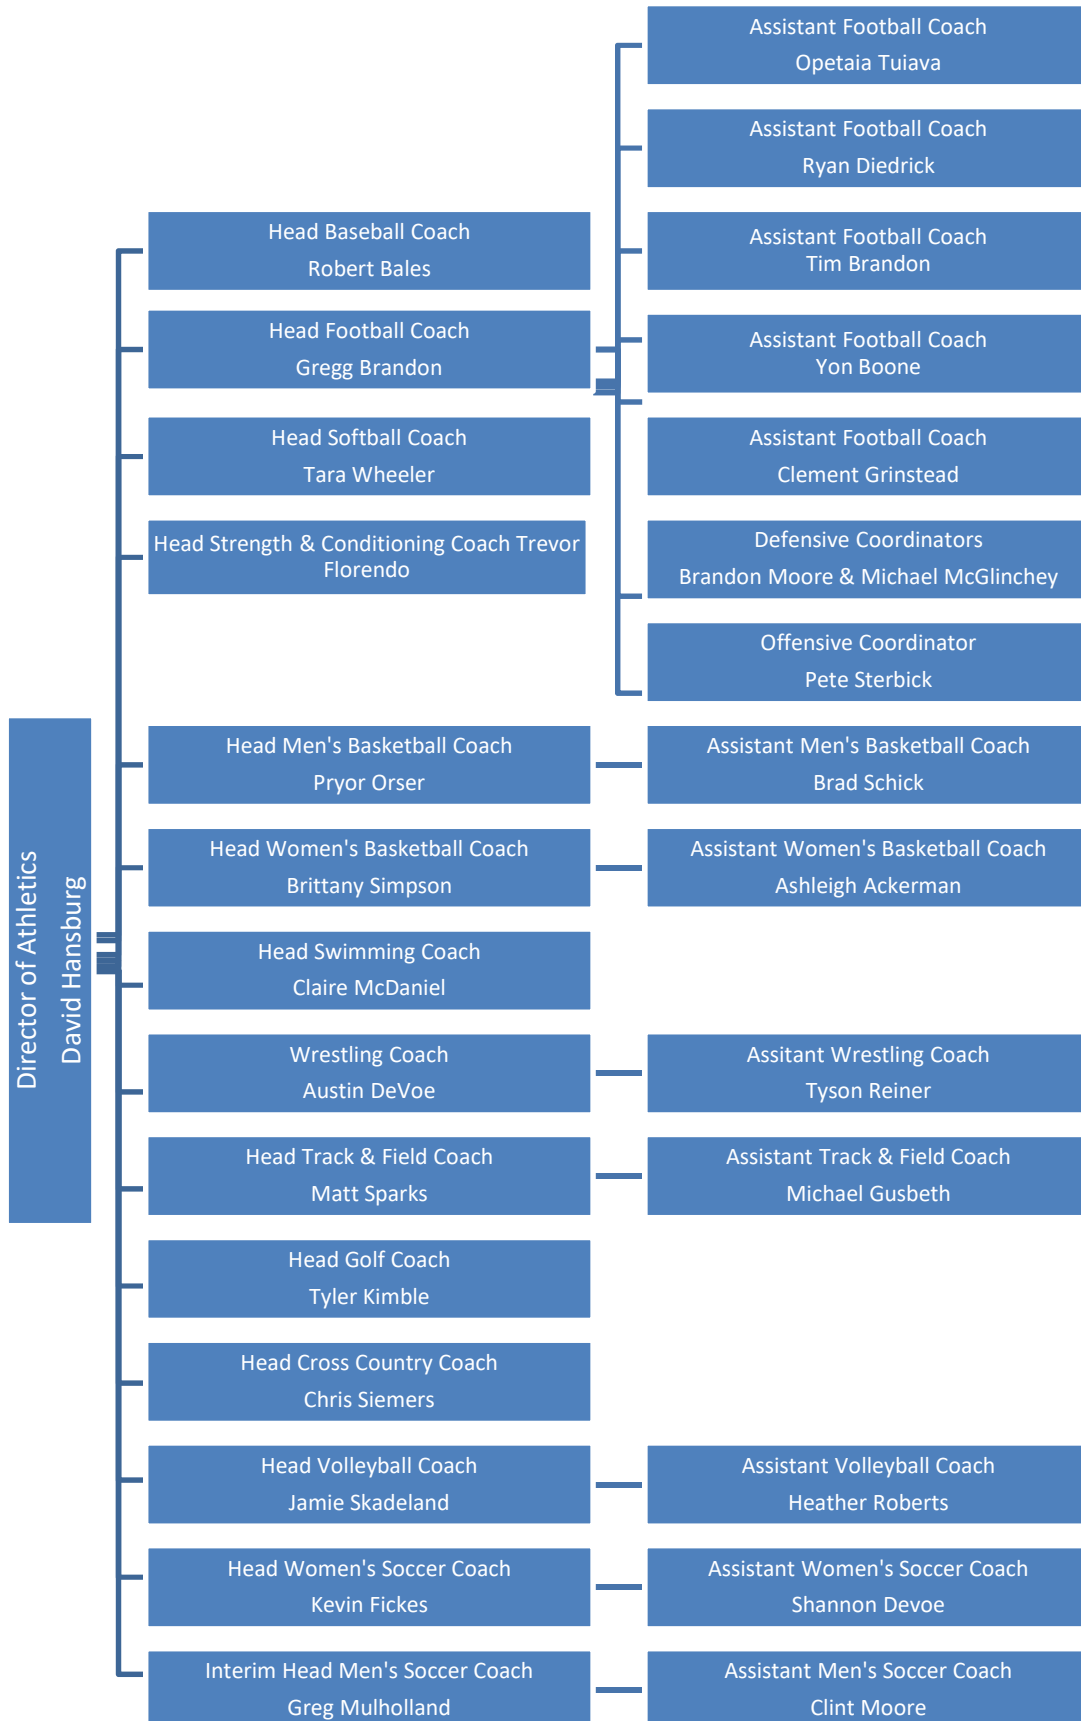 Director of Athletics
David Hansburg
Head Baseball Coach
Robert Bales
Head Football Coach
Gregg Brandon
Assistant Football Coach
Opetaia Tuiava
Assistant Football Coach
Ryan Diedrick
Assistant Football Coach
Tim Brandon
Assistant Football Coach
Yon Boone
Assistant Football Coach
Clement Grinstead
Defensive Coordinators
Brandon Moore & Michael McGlinchey
Offensive Coordinator
Pete Sterbick
Head Softball Coach
Tara Wheeler
Head Strength & Conditioning Coach Trevor
Florendo
Head Men's Basketball Coach
Pryor Orser
Assistant Men's Basketball Coach
Brad Schick
Head Women's Basketball Coach
Brittany Simpson
Assistant Women's Basketball Coach
Ashleigh Ackerman
Head Swimming Coach
Claire McDaniel
Wrestling Coach
Austin DeVoe
Assitant Wrestling Coach
Tyson Reiner
Head Track & Field Coach
Matt Sparks
Assistant Track & Field Coach
Michael Gusbeth
Head Golf Coach
Tyler Kimble
Head Cross Country Coach
Chris Siemers
Head Volleyball Coach
Jamie Skadeland
Assistant Volleyball Coach
Heather Roberts
Head Women's Soccer Coach
Kevin Fickes
Assistant Women's Soccer Coach
Shannon Devoe
Interim Head Men's Soccer Coach
Greg Mulholland
Assistant Men's Soccer Coach
Clint Moore